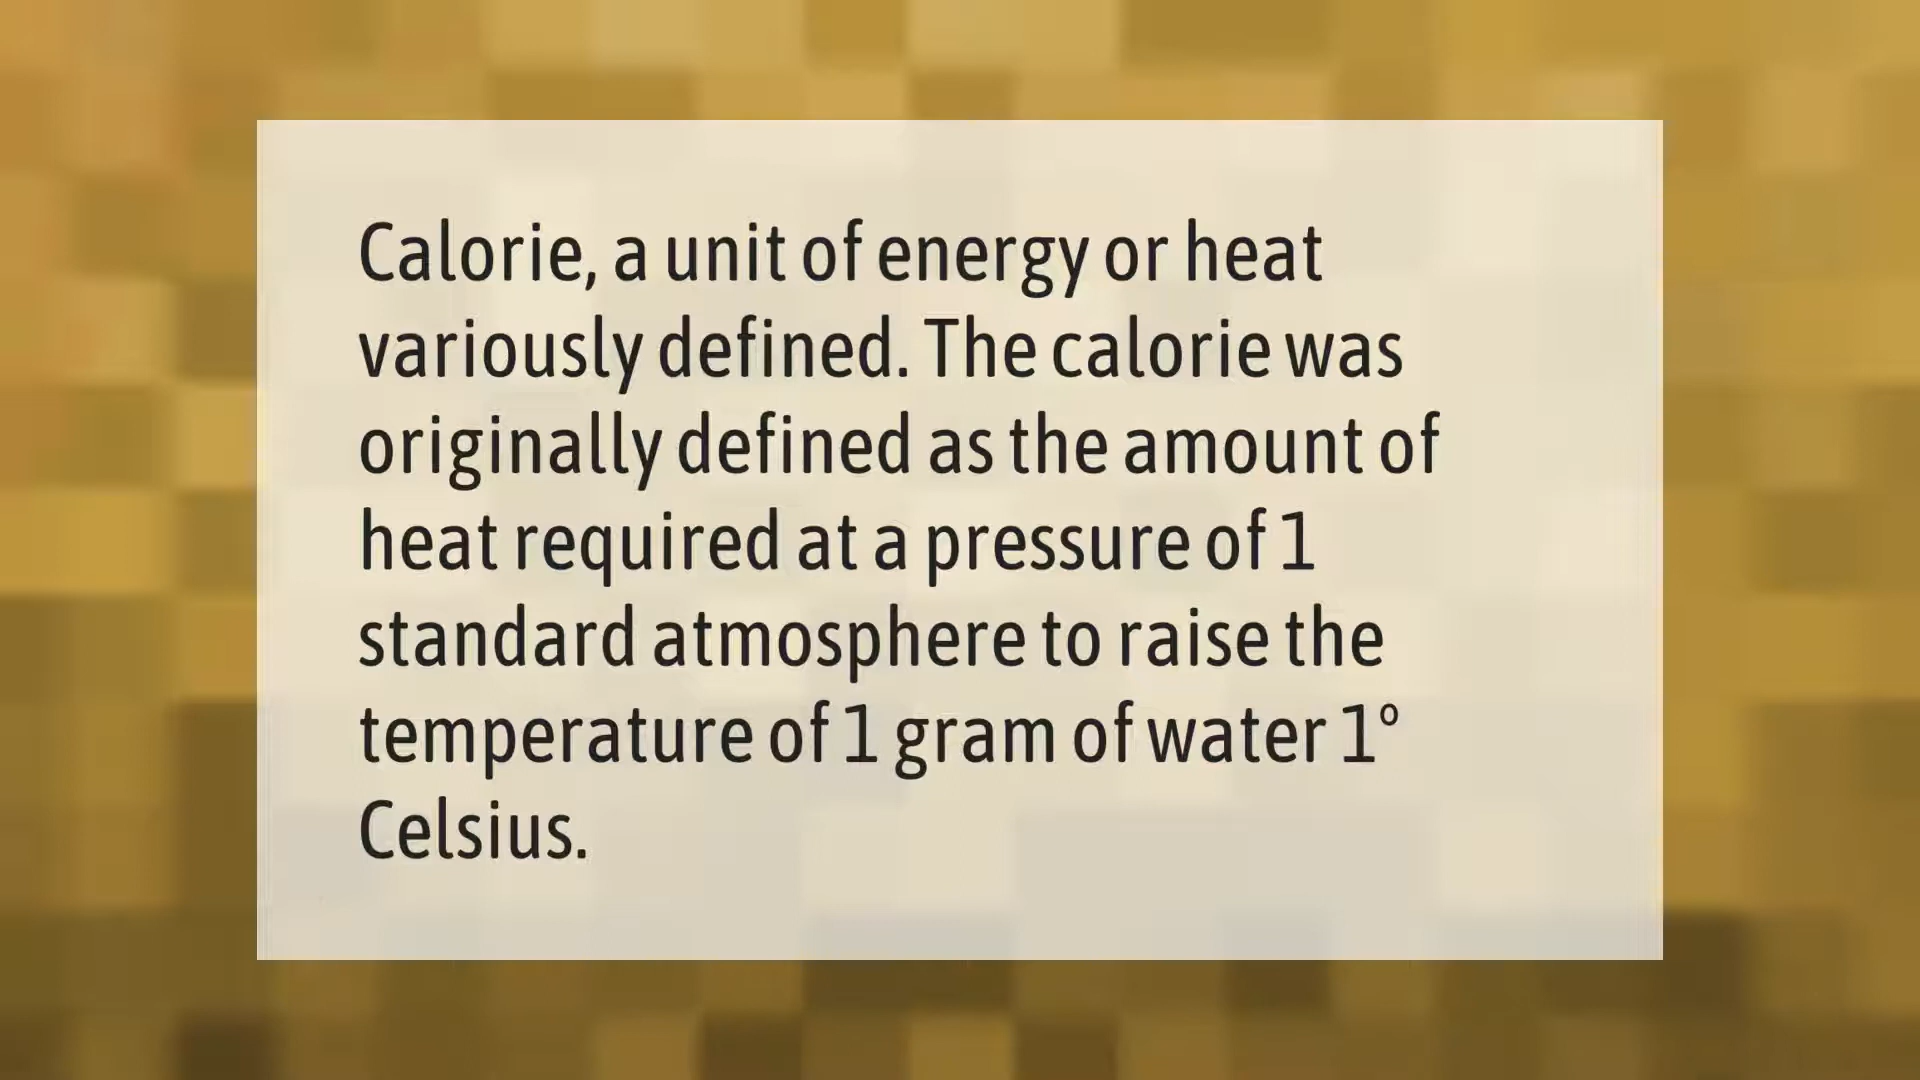 Calorie, a unit of energy or heat
variously defined. The calorie was
originally defined as the amount of
heat required at a pressure of 1
standard atmosphere to raise the
temperature of 1 gram of water 1°
Celsius.